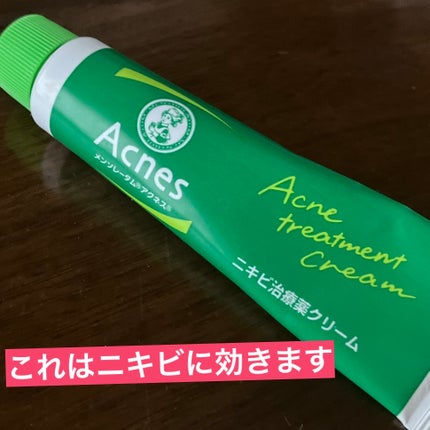 Acnes
メンソレータム®アクネス®
Acne
treatment
Cream
ニキビ治療薬クリーム
これはニキビに効きます